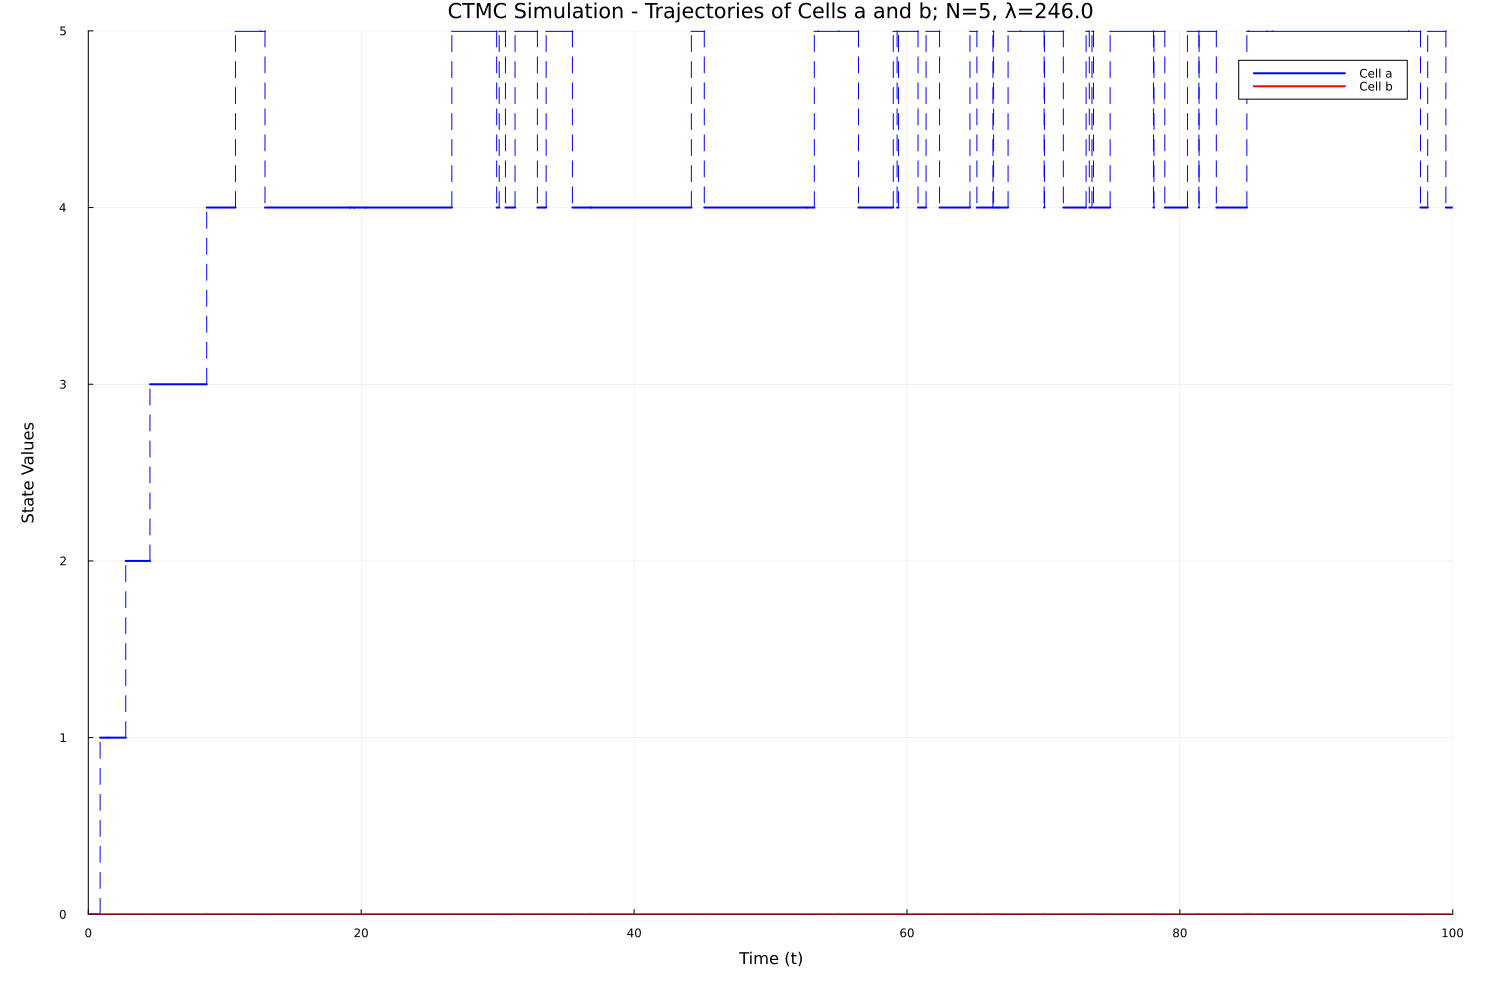 CTMC Simulation - Trajectories of Cells a and b; N=5, λ=246.0
5
Cell a
Cell b
4
3
State Values
2
1
0
0 20 40 60 80 100
Time (t)